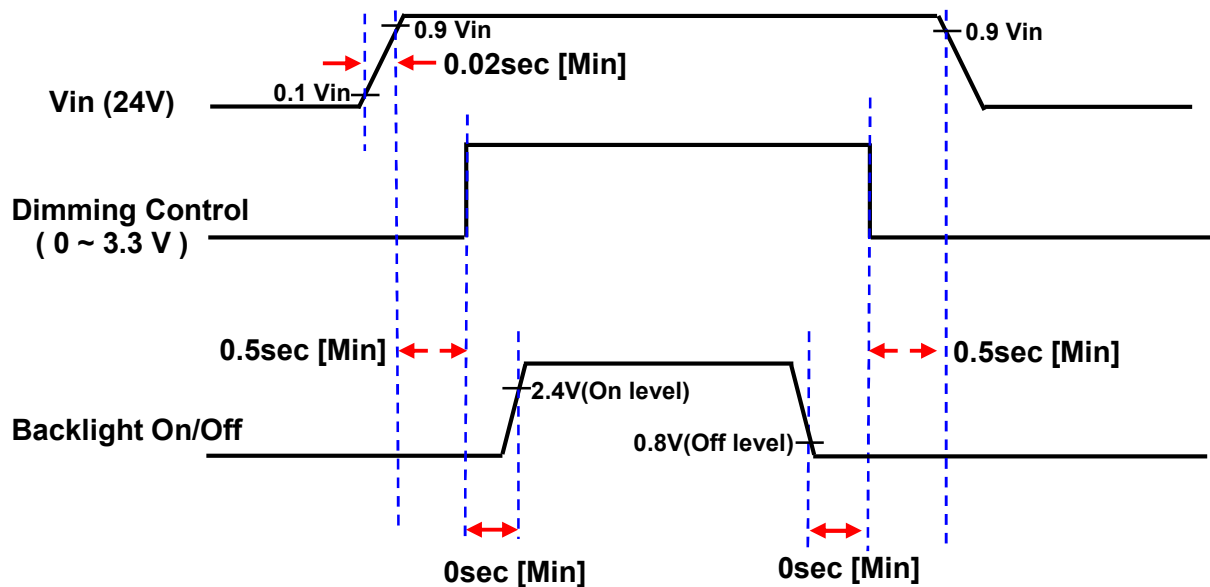 0.9 Vin
0.9 Vin
0.02sec [Min]
0.1 Vin
Vin (24V)
Dimming Control
( 0 ~ 3.3 V )
0.5sec [Min]
0.5sec [Min]
2.4V(On level)
Backlight On/Off
0.8V(Off level)
0sec [Min]
0sec [Min]